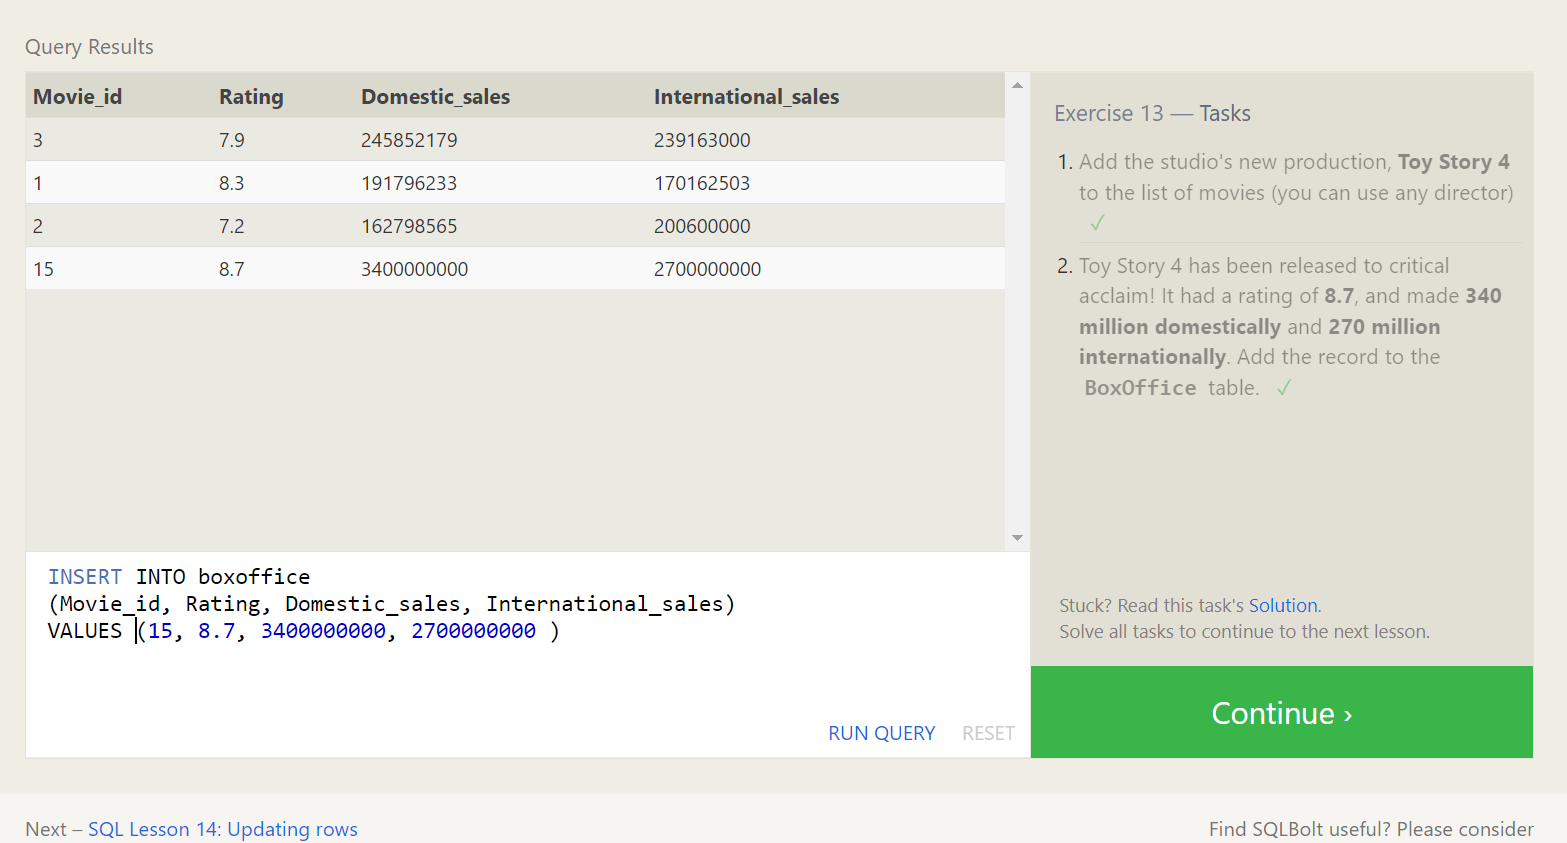 Query Results
Movie_id Rating Domestic_sales International_sales
3 7.9 245852179 239163000
1 8.3 191796233 170162503
2 7.2 162798565 200600000
15 8.7 3400000000 2700000000
INSERT INTO boxoffice
(Movie_id, Rating, Domestic_sales, International_sales)
VALUES (15, 8.7, 3400000000, 2700000000 )
RUN QUERY RESET
Exercise 13 — Tasks
1. Add the studio's new production, Toy Story 4
to the list of movies (you can use any director)
✓
2. Toy Story 4 has been released to critical
acclaim! It had a rating of 8.7, and made 340
million domestically and 270 million
internationally. Add the record to the
BoxOffice table. ✓
Stuck? Read this task's Solution.
Solve all tasks to continue to the next lesson.
Continue ›
Next – SQL Lesson 14: Updating rows
Find SQLBolt useful? Please consider